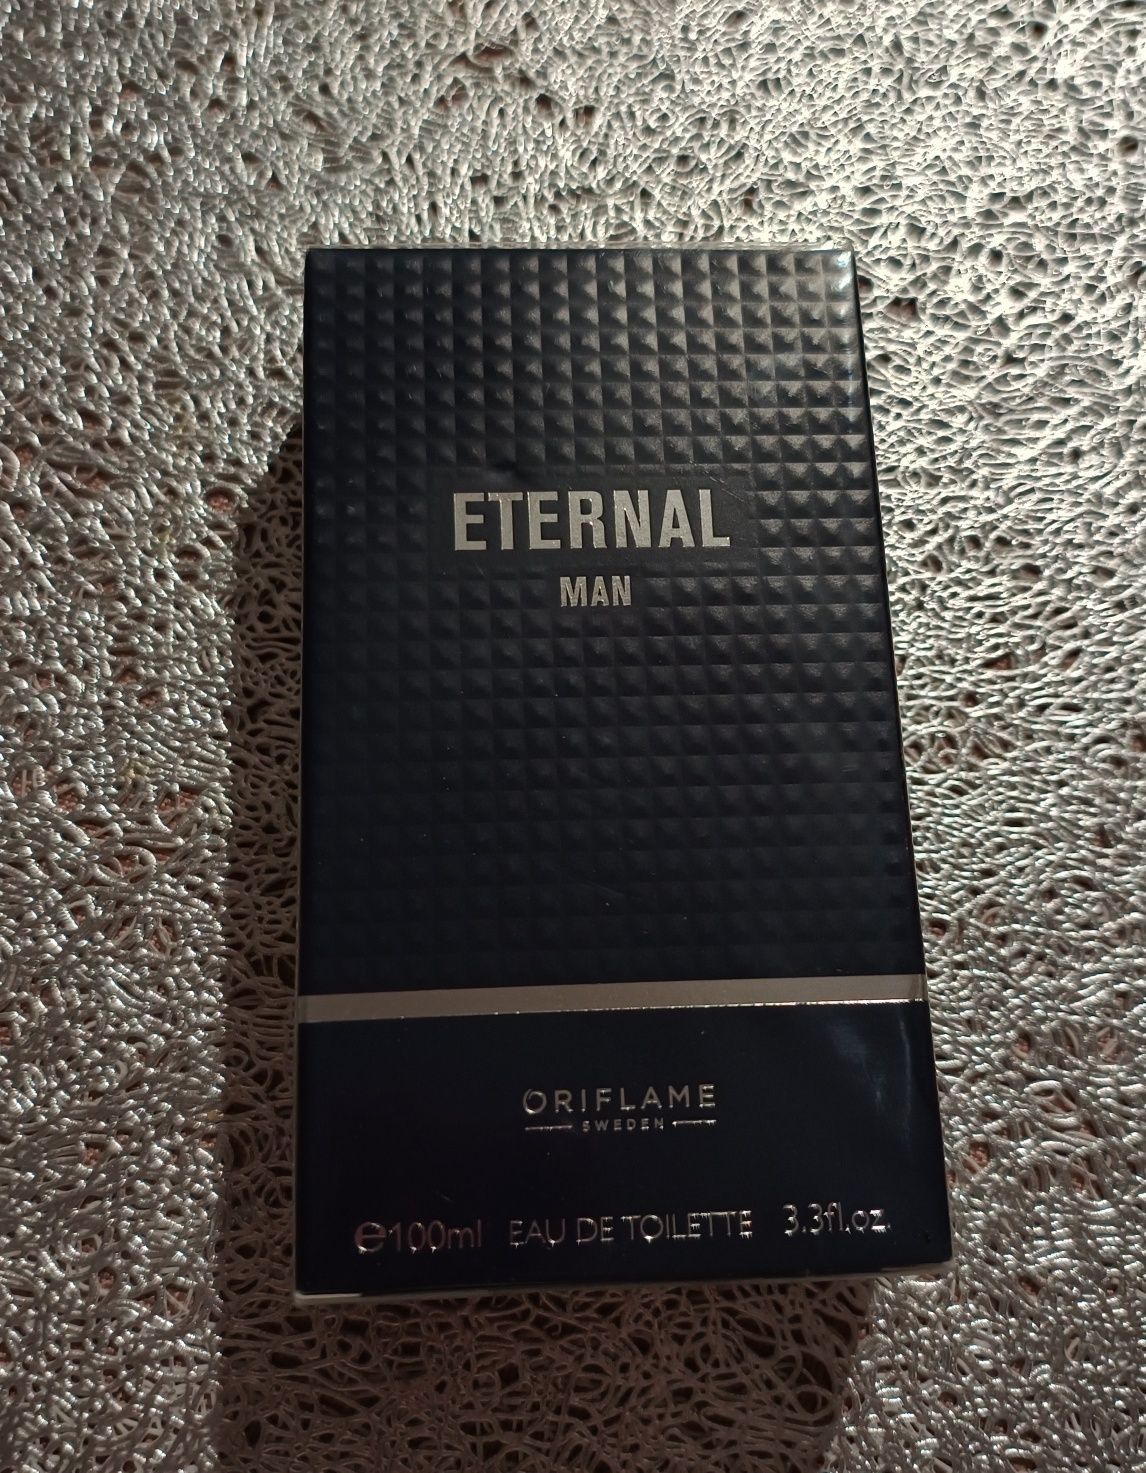 ETERNAL
MAN
ORIFLAME
SWEDEN
℮100ml EAU DE TOILETTE 3.3fl.oz.